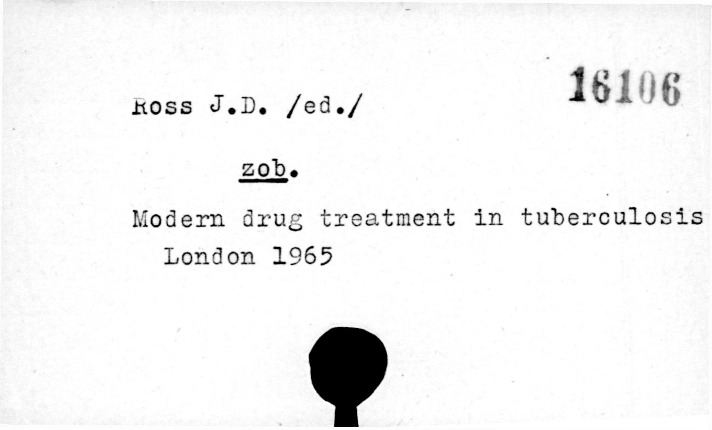 16106
Ross J.D. /ed./
zob.
Modern drug treatment in tuberculosis
London 1965